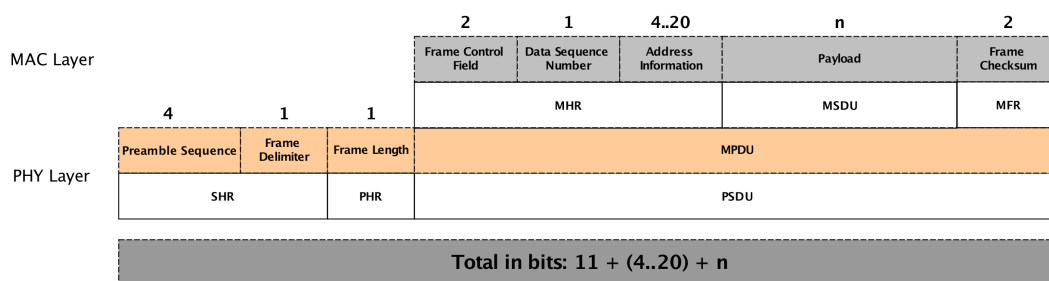 2 1 4..20 n 2
MAC Layer
Frame Control Field
Data Sequence Number
Address Information
Payload
Frame Checksum
MHR MSDU MFR
4 1 1
PHY Layer
Preamble Sequence
Frame Delimiter
Frame Length
MPDU
SHR PHR PSDU
Total in bits: 11 + (4..20) + n